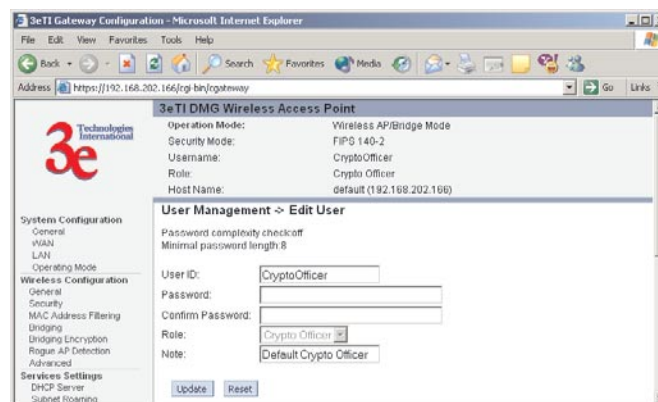 3eTI Gateway Configuration - Microsoft Internet Explorer
File Edit View Favorites Tools Help
Back Search Favorites Media
Address https://192.168.202.166/cgi-bin/cgateway Go Links
3e Technologies International
3eTI DMG Wireless Access Point
Operation Mode: Wireless AP/Bridge Mode
Security Mode: FIPS 140-2
Username: CryptoOfficer
Role: Crypto Officer
Host Name: default (192.168.202.166)
System Configuration
General
WAN
LAN
Operating Mode
Wireless Configuration
General
Security
MAC Address Filtering
Bridging
Bridging Encryption
Rogue AP Detection
Advanced
Services Settings
DHCP Server
Subnet Roaming
User Management -> Edit User
Password complexity check:off
Minimal password length:8
User ID: CryptoOfficer
Password:
Confirm Password:
Role: Crypto Officer
Note: Default Crypto Officer
Update Reset